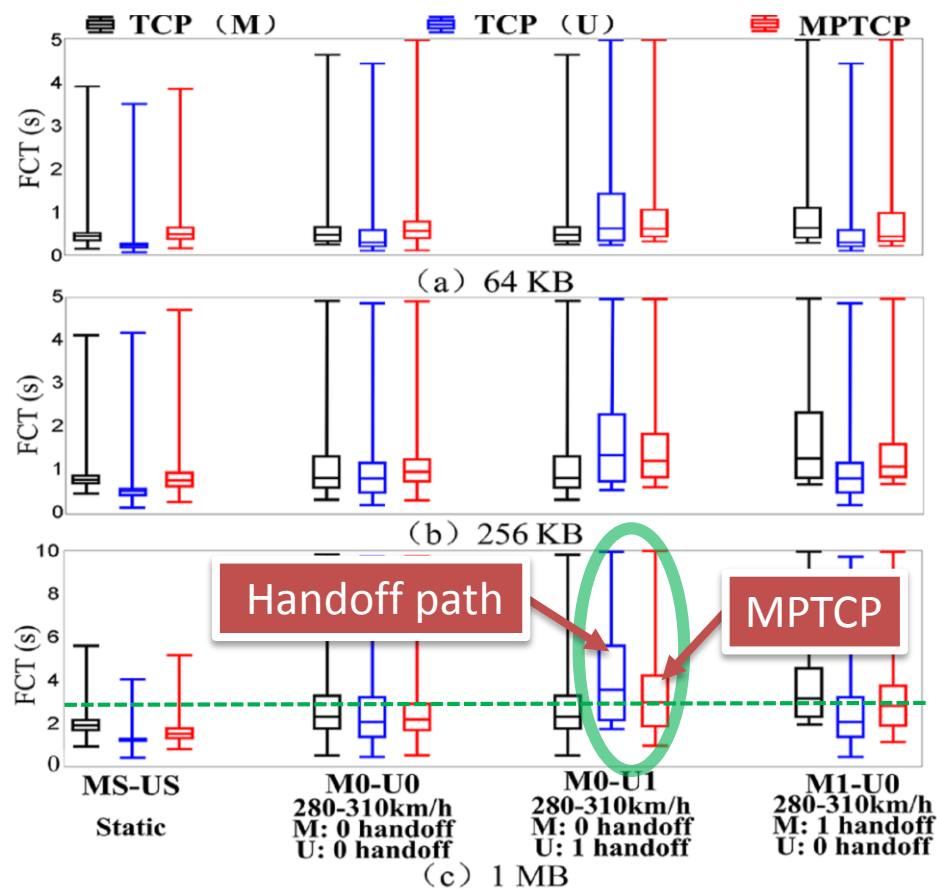 TCP （M） TCP （U） MPTCP
5
4
3
2
1
0
FCT (s)
（a）64 KB
5
4
3
2
1
0
FCT (s)
（b）256 KB
10
8
6
4
2
0
FCT (s)
Handoff path
MPTCP
MS-US
Static
M0-U0
280-310km/h
M: 0 handoff
U: 0 handoff
M0-U1
280-310km/h
M: 0 handoff
U: 1 handoff
M1-U0
280-310km/h
M: 1 handoff
U: 0 handoff
（c）1 MB